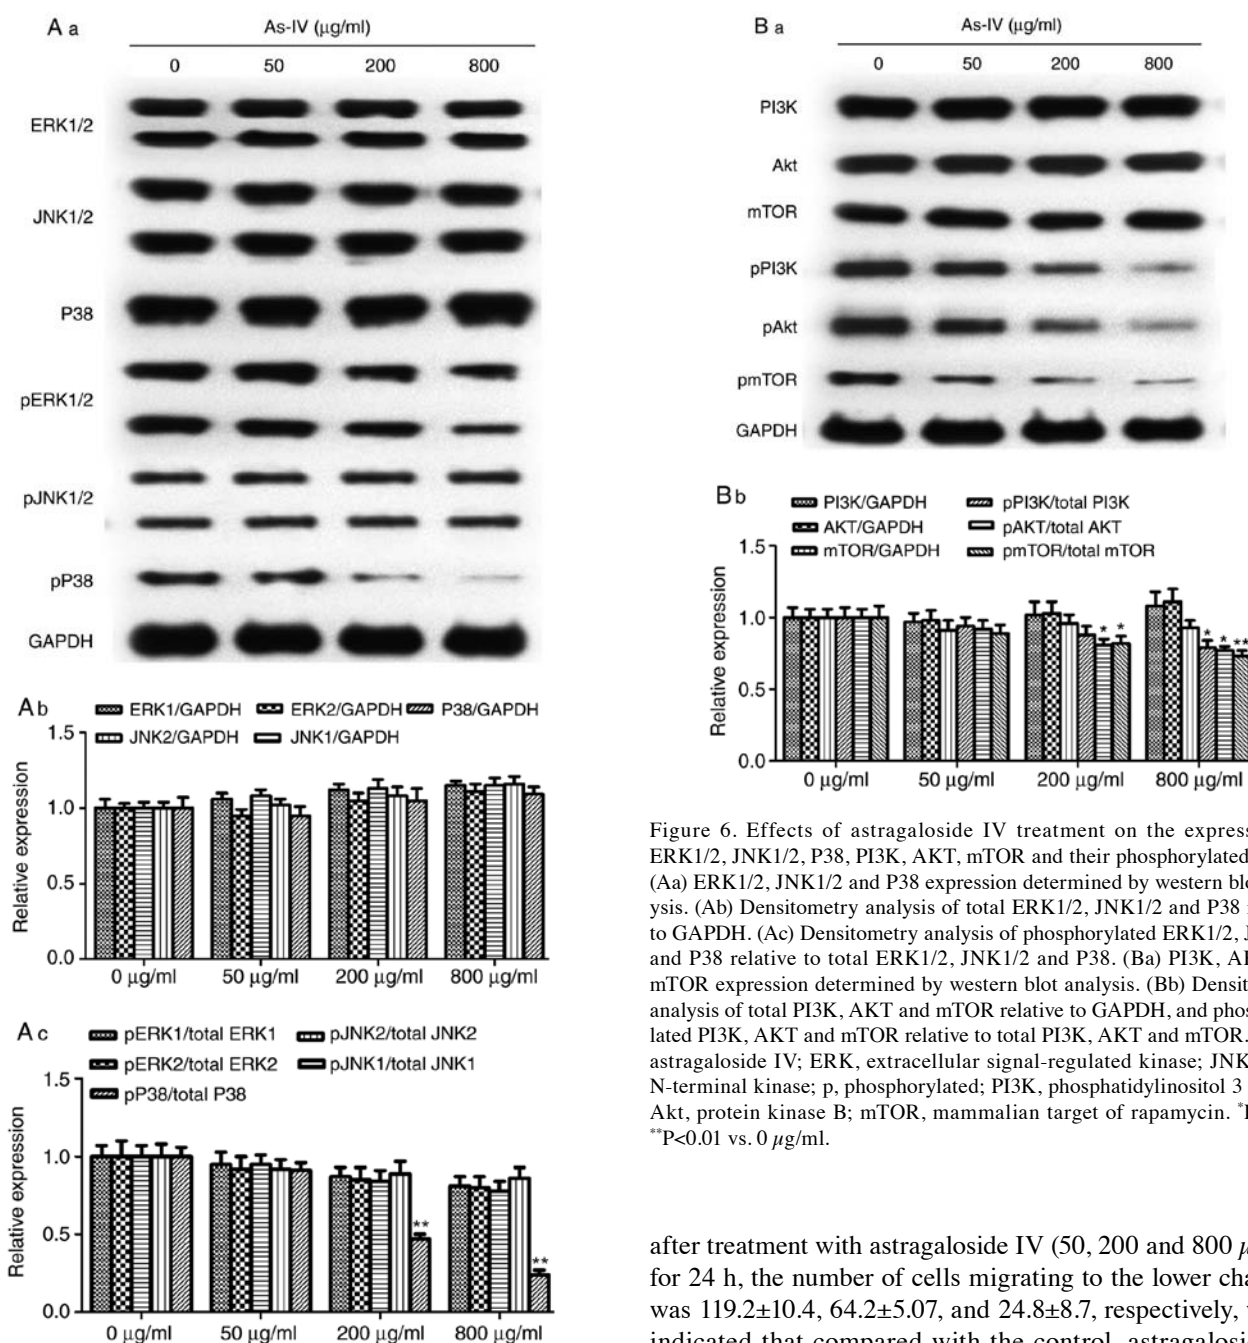 A a
As-IV (μg/ml)
0 50 200 800
ERK1/2
JNK1/2
P38
pERK1/2
pJNK1/2
pP38
GAPDH
A b
ERK1/GAPDH ERK2/GAPDH P38/GAPDH
JNK2/GAPDH JNK1/GAPDH
Relative expression
1.5
1.0
0.5
0.0
0 μg/ml 50 μg/ml 200 μg/ml 800 μg/ml
A c
pERK1/total ERK1 pJNK2/total JNK2
pERK2/total ERK2 pJNK1/total JNK1
pP38/total P38
Relative expression
1.5
1.0
0.5
0.0
** **
0 μg/ml 50 μg/ml 200 μg/ml 800 μg/ml
B a
As-IV (μg/ml)
0 50 200 800
PI3K
Akt
mTOR
pPI3K
pAkt
pmTOR
GAPDH
B b
PI3K/GAPDH pPI3K/total PI3K
AKT/GAPDH pAKT/total AKT
mTOR/GAPDH pmTOR/total mTOR
Relative expression
1.5
1.0
0.5
0.0
* * * * **
0 μg/ml 50 μg/ml 200 μg/ml 800 μg/ml
Figure 6. Effects of astragaloside IV treatment on the express
ERK1/2, JNK1/2, P38, PI3K, AKT, mTOR and their phosphorylated
(Aa) ERK1/2, JNK1/2 and P38 expression determined by western blo
ysis. (Ab) Densitometry analysis of total ERK1/2, JNK1/2 and P38
to GAPDH. (Ac) Densitometry analysis of phosphorylated ERK1/2, J
and P38 relative to total ERK1/2, JNK1/2 and P38. (Ba) PI3K, AK
mTOR expression determined by western blot analysis. (Bb) Densit
analysis of total PI3K, AKT and mTOR relative to GAPDH, and phos
lated PI3K, AKT and mTOR relative to total PI3K, AKT and mTOR.
astragaloside IV; ERK, extracellular signal-regulated kinase; JNK
N-terminal kinase; p, phosphorylated; PI3K, phosphatidylinositol 3
Akt, protein kinase B; mTOR, mammalian target of rapamycin. *
**P<0.01 vs. 0 μg/ml.
after treatment with astragaloside IV (50, 200 and 800 μ
for 24 h, the number of cells migrating to the lower cha
was 119.2±10.4, 64.2±5.07, and 24.8±8.7, respectively,
indicated that compared with the control, astragalosi